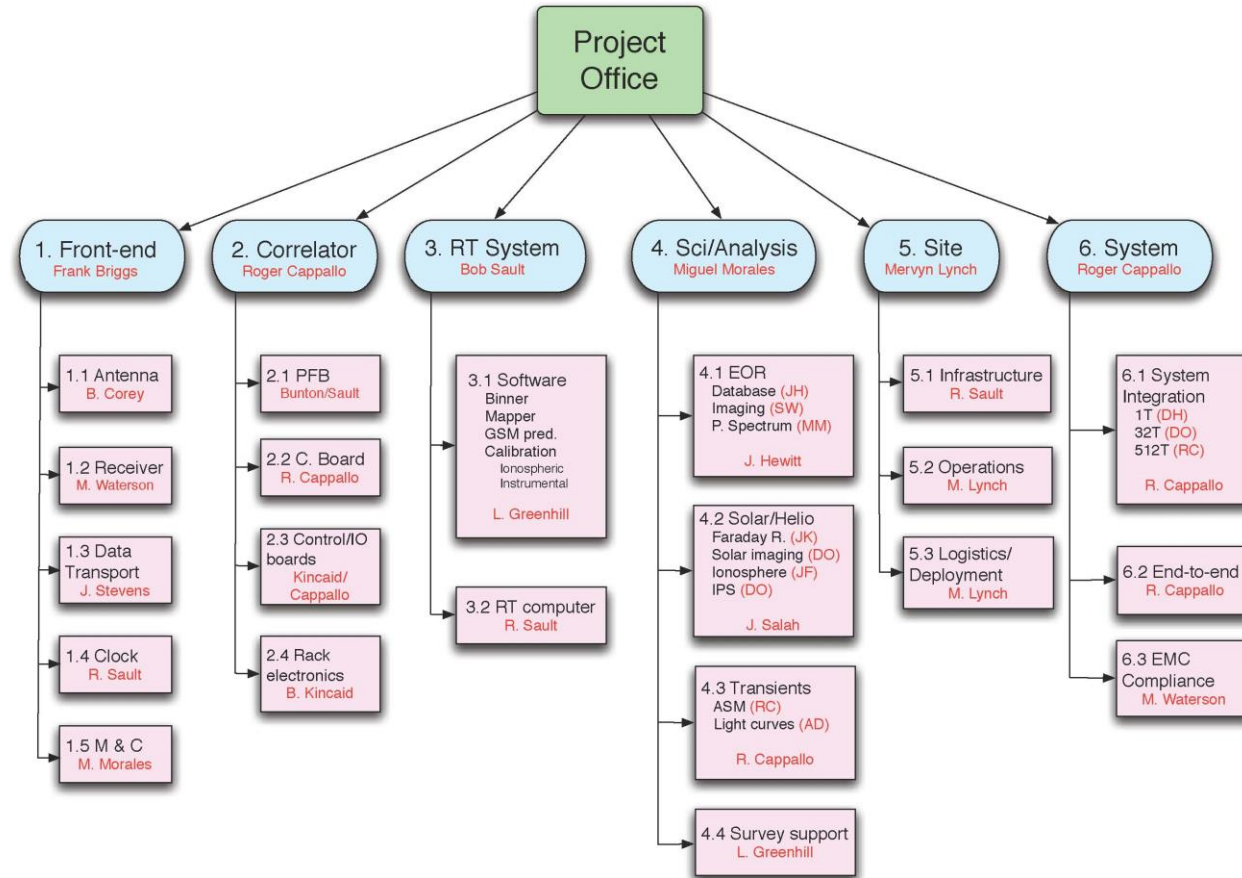 Project
Office
1. Front-end
Frank Briggs
2. Correlator
Roger Cappallo
3. RT System
Bob Sault
4. Sci/Analysis
Miguel Morales
5. Site
Mervyn Lynch
6. System
Roger Cappallo
1.1 Antenna
B. Corey
1.2 Receiver
M. Waterson
1.3 Data
Transport
J. Stevens
1.4 Clock
R. Sault
1.5 M & C
M. Morales
2.1 PFB
Bunton/Sault
2.2 C. Board
R. Cappallo
2.3 Control/IO
boards
Kincaid/
Cappallo
2.4 Rack
electronics
B. Kincaid
3.1 Software
Binner
Mapper
GSM pred.
Calibration
Ionospheric
Instrumental
L. Greenhill
3.2 RT computer
R. Sault
4.1 EOR
Database (JH)
Imaging (SW)
P. Spectrum (MM)
J. Hewitt
4.2 Solar/Helio
Faraday R. (JK)
Solar imaging (DO)
Ionosphere (JF)
IPS (DO)
J. Salah
4.3 Transients
ASM (RC)
Light curves (AD)
R. Cappallo
4.4 Survey support
L. Greenhill
5.1 Infrastructure
R. Sault
5.2 Operations
M. Lynch
5.3 Logistics/
Deployment
M. Lynch
6.1 System
Integration
1T (DH)
32T (DO)
512T (RC)
R. Cappallo
6.2 End-to-end
R. Cappallo
6.3 EMC
Compliance
M. Waterson